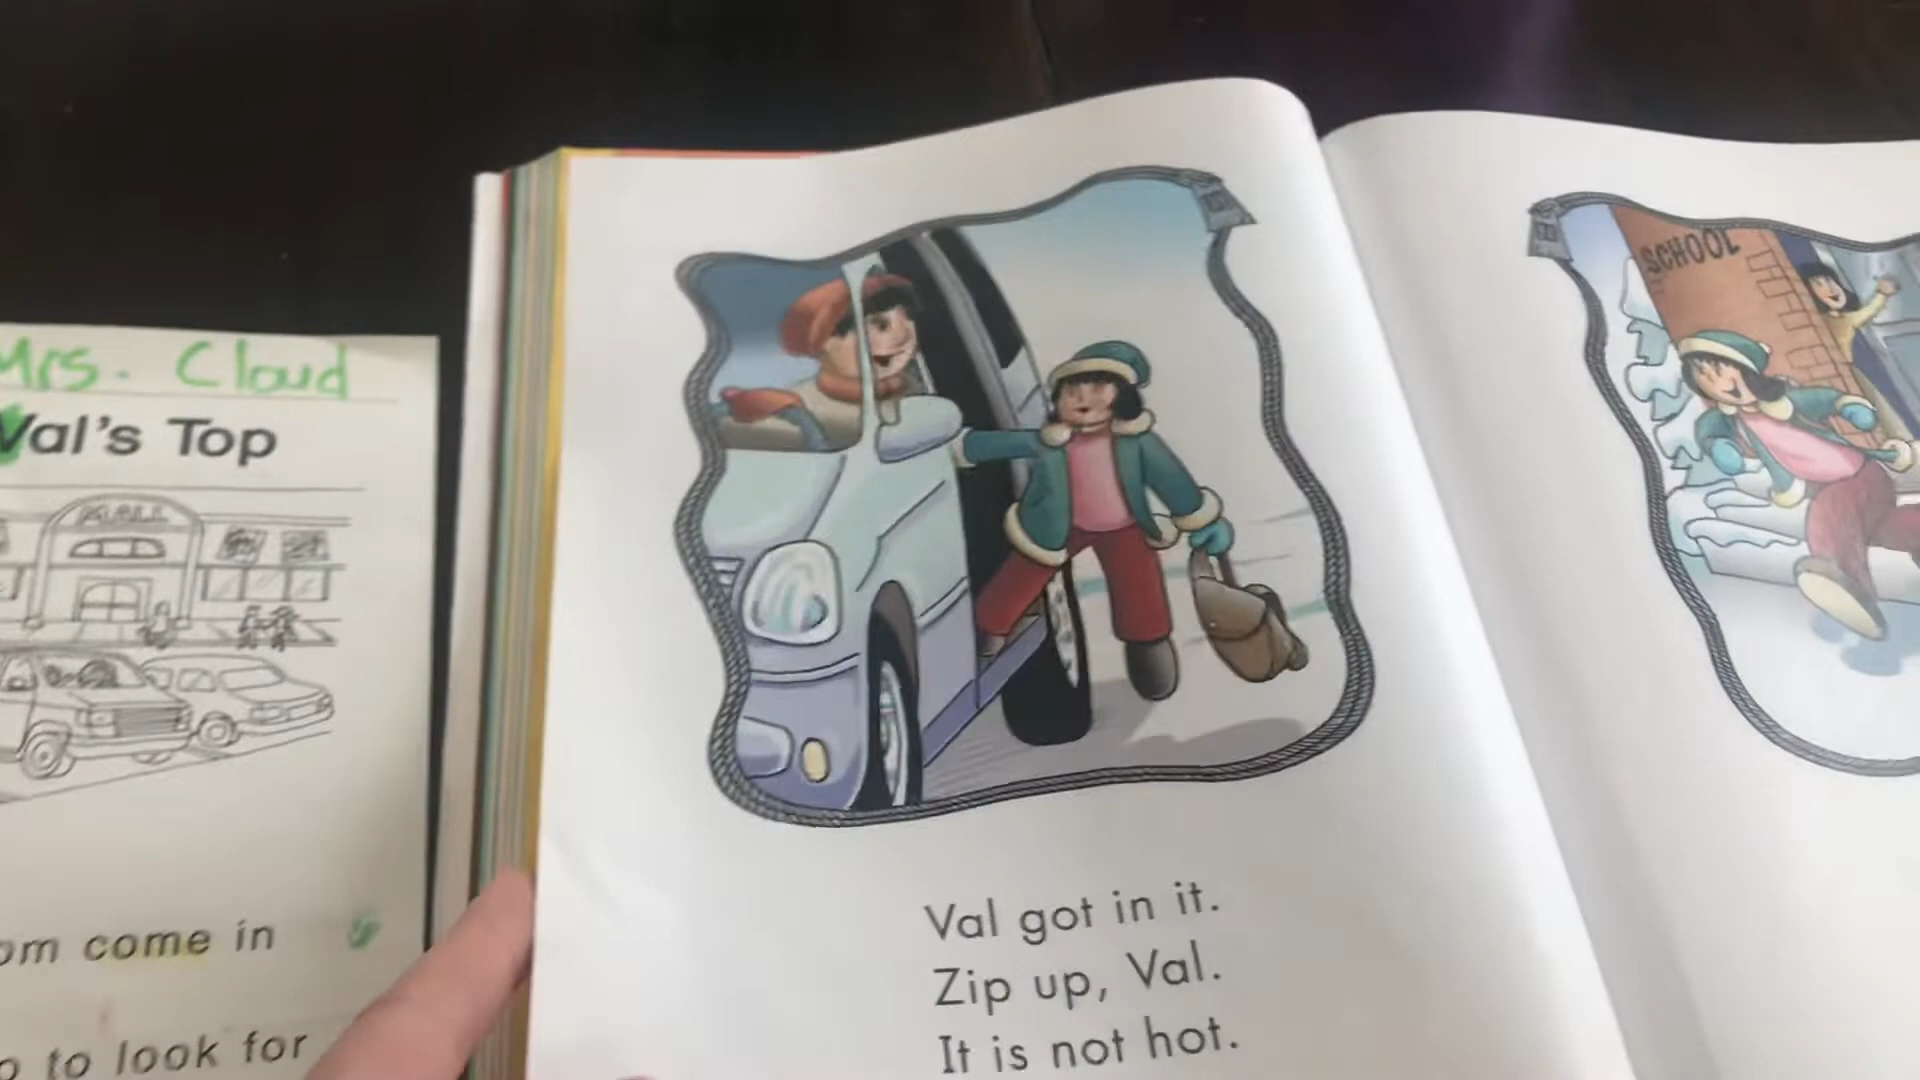 Mrs. Cloud
Val's Top
MALL
come in
to look for
Val got in it.
Zip up, Val.
It is not hot.
SCHOOL